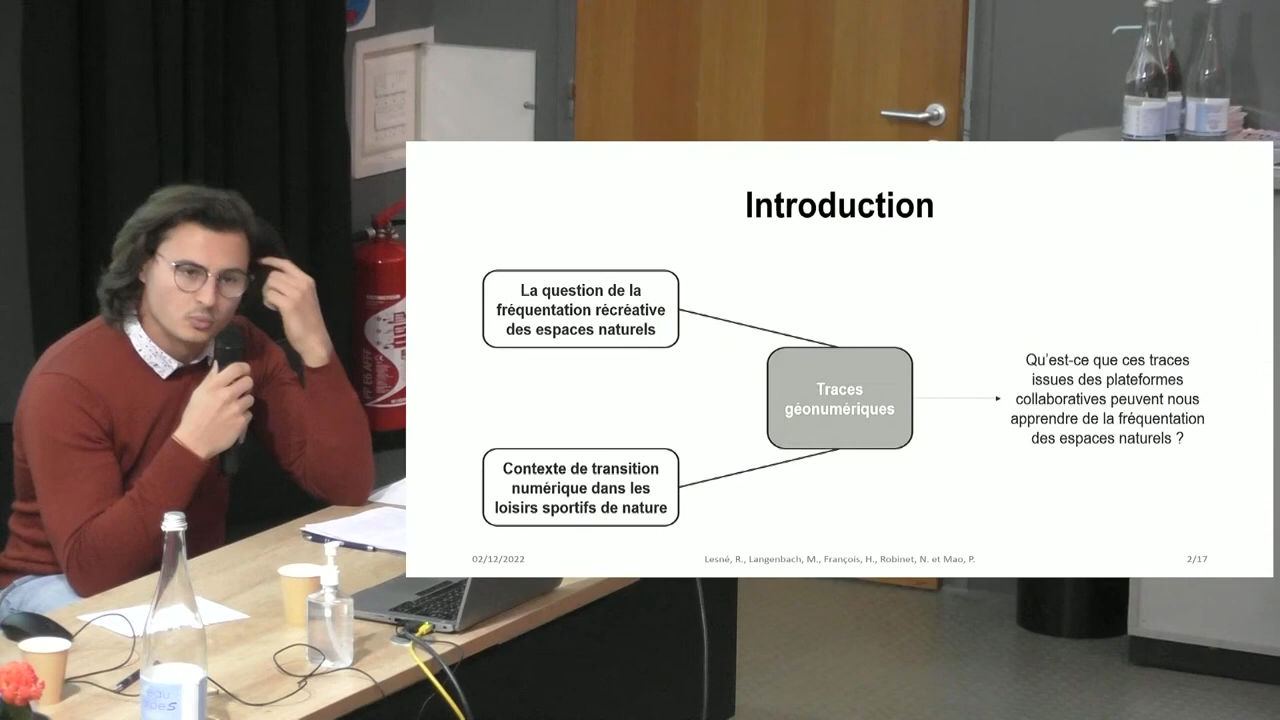 Introduction
La question de la
fréquentation récréative
des espaces naturels
Traces
géonumériques
Qu'est-ce que ces traces
issues des plateformes
collaboratives peuvent nous
apprendre de la fréquentation
des espaces naturels ?
Contexte de transition
numérique dans les
loisirs sportifs de nature
02/12/2022
Lesné, R., Langenbach, M., François, H., Robinet, N. et Mao, P.
2/17
eau